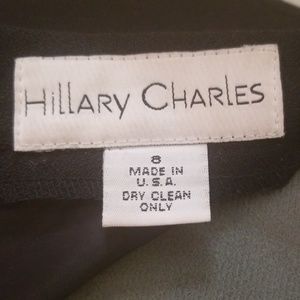 Hillary Charles
8
MADE IN
U.S.A.
DRY CLEAN
ONLY